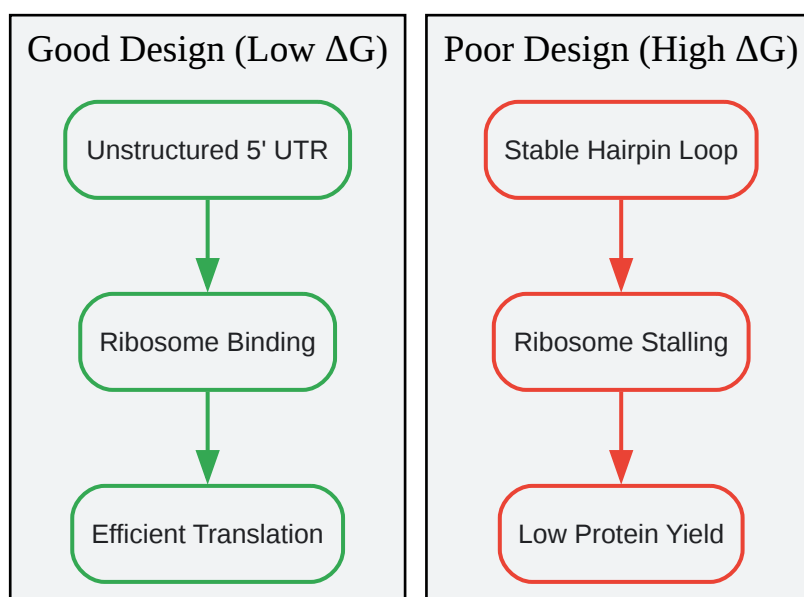 Good Design (Low ΔG)
Unstructured 5' UTR
Ribosome Binding
Efficient Translation
Poor Design (High ΔG)
Stable Hairpin Loop
Ribosome Stalling
Low Protein Yield